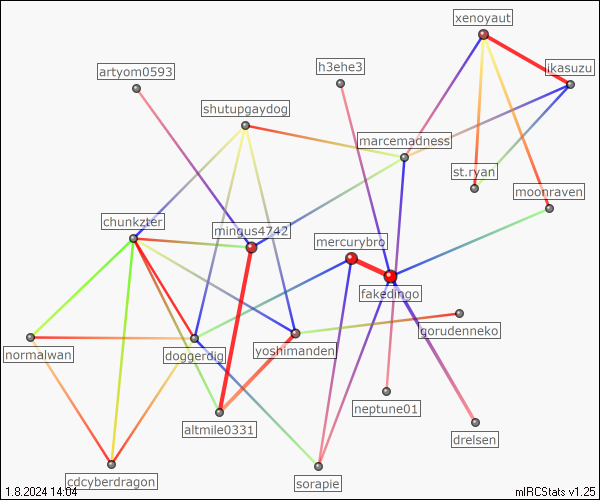 xenoyaut
artyom0593
h3ehe3
ikasuzu
shutupgaydog
marcemadness
st.ryan
moonraven
chunkzter
mingus4742
mercurybro
fakedingo
gorudenneko
normalwan
doggerdig
yoshimanden
neptune01
altmile0331
drelsen
cdcyberdragon
sorapie
1.8.2024 14:04
mIRCStats v1.25